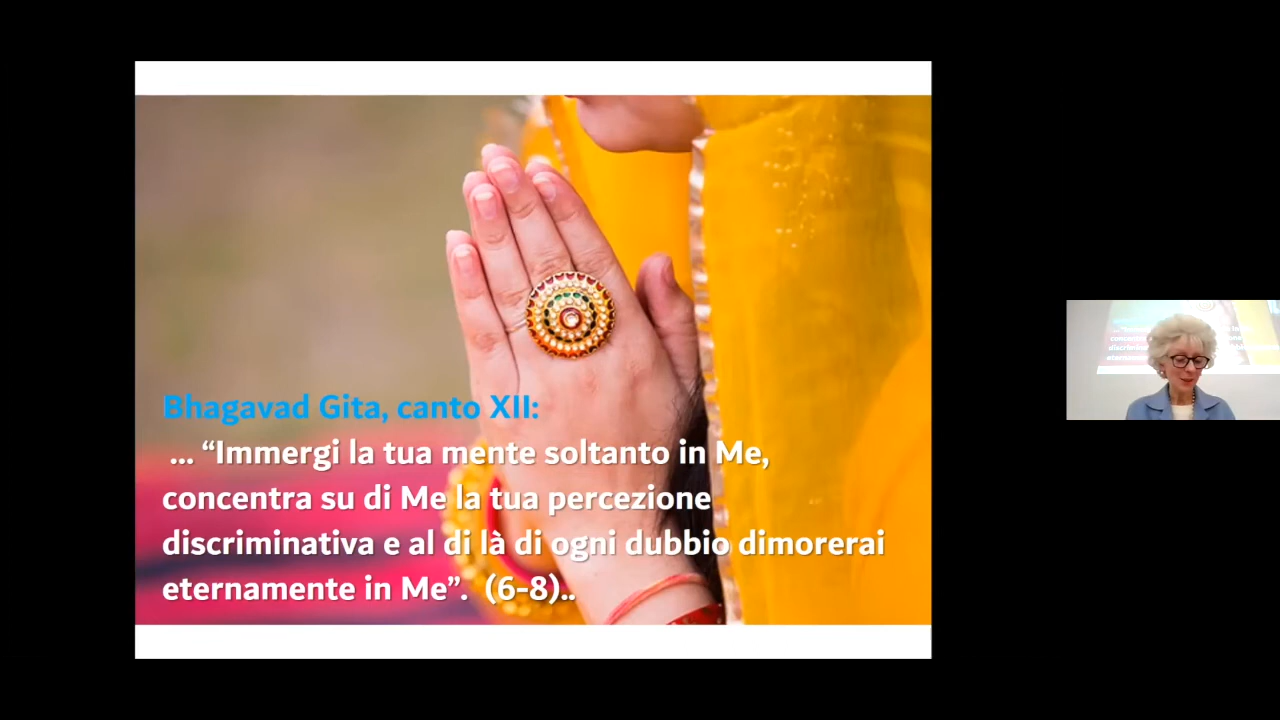 Bhagavad Gita, canto XII:
... “Immergi la tua mente soltanto in Me,
concentra su di Me la tua percezione
discriminativa e al di là di ogni dubbio dimorerai
eternamente in Me”. (6-8)..